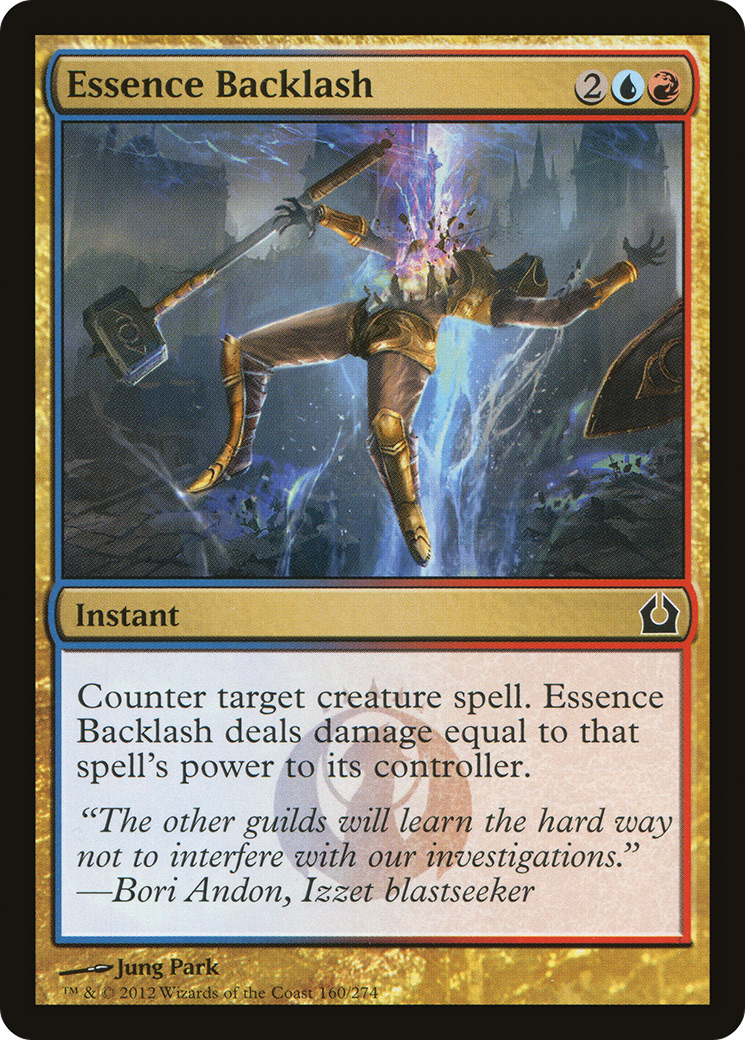 Essence Backlash 2
Instant
Counter target creature spell. Essence
Backlash deals damage equal to that
spell's power to its controller.
“The other guilds will learn the hard way
not to interfere with our investigations.”
—Bori Andon, Izzet blastseeker
Jung Park
™ & © 2012 Wizards of the Coast 160/274